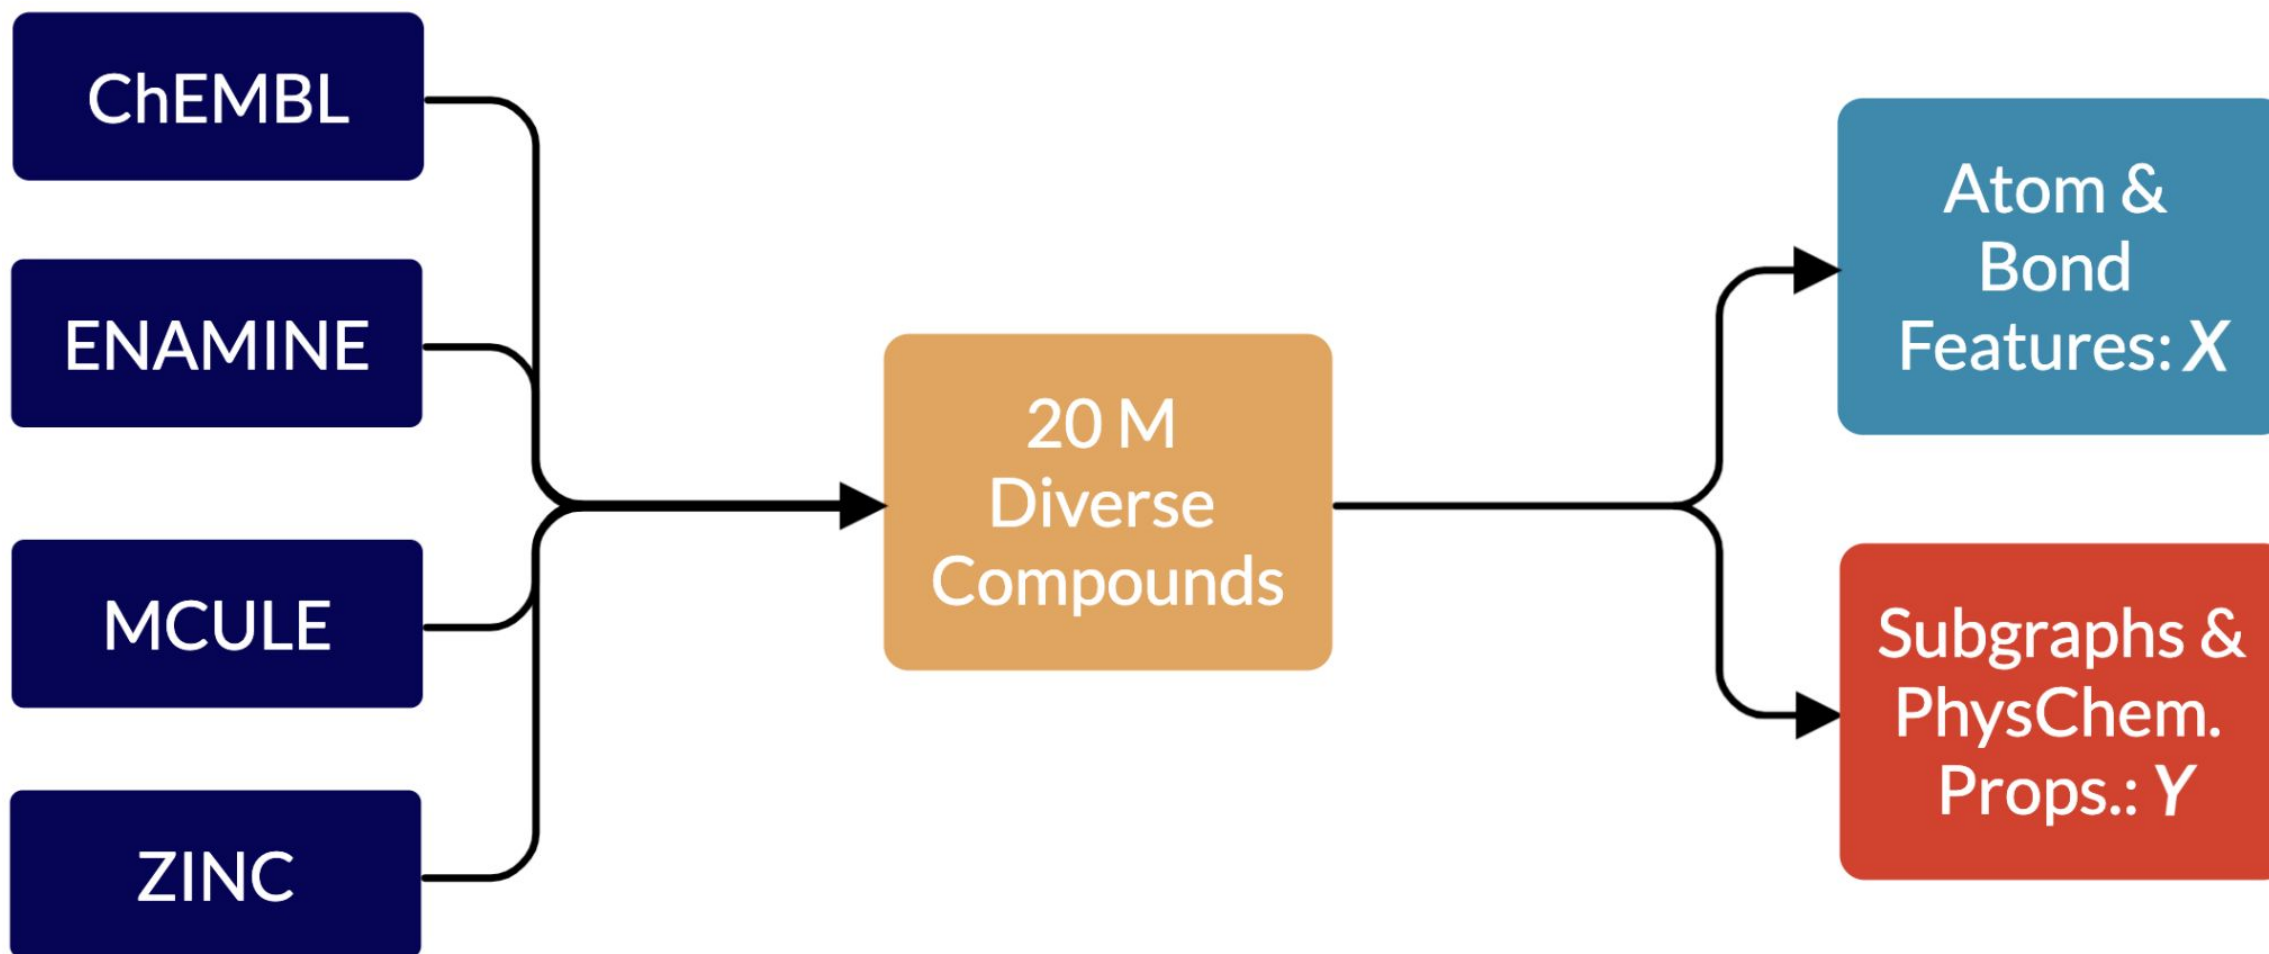 ChEMBL
ENAMINE
MCULE
ZINC
20 M
Diverse
Compounds
Atom &
Bond
Features: X
Subgraphs &
PhysChem.
Props.: Y